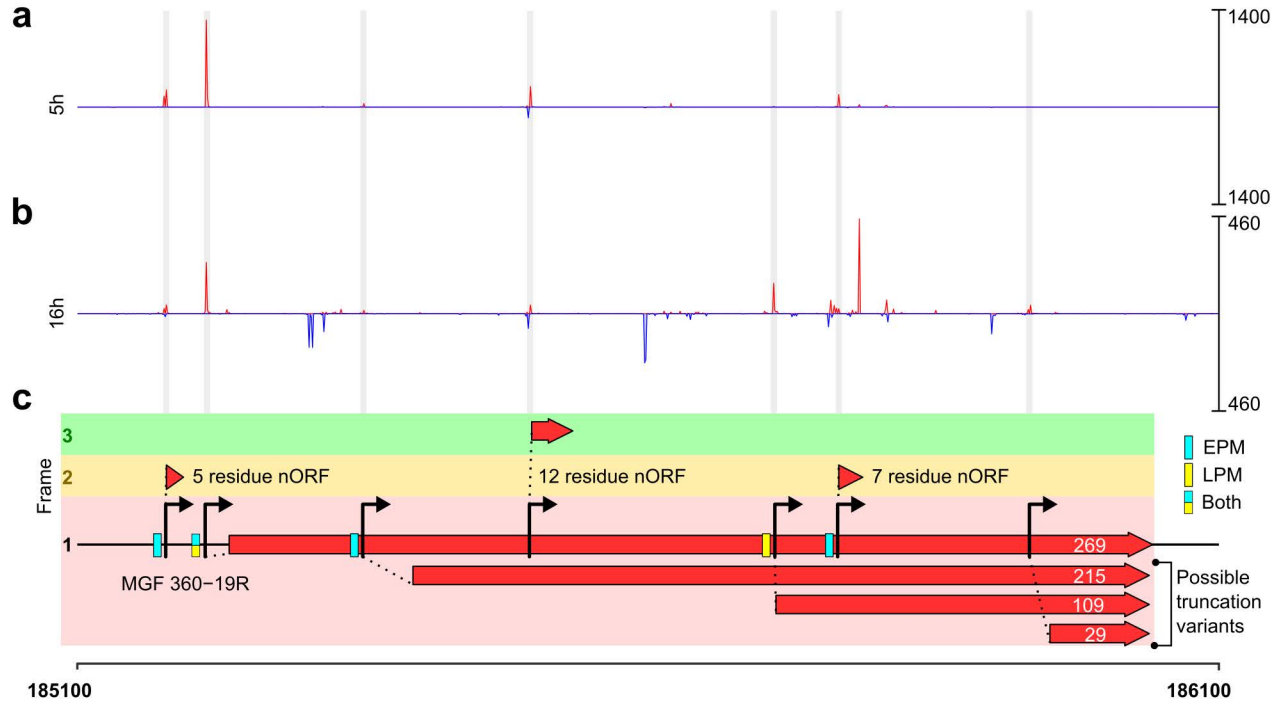 a
1400
5h
1400
b
460
16h
460
c
3
EPM
2
5 residue nORF
12 residue nORF
7 residue nORF
LPM
Both
Frame
1
269
MGF 360−19R
215
Possible
109
truncation
29
variants
185100
186100